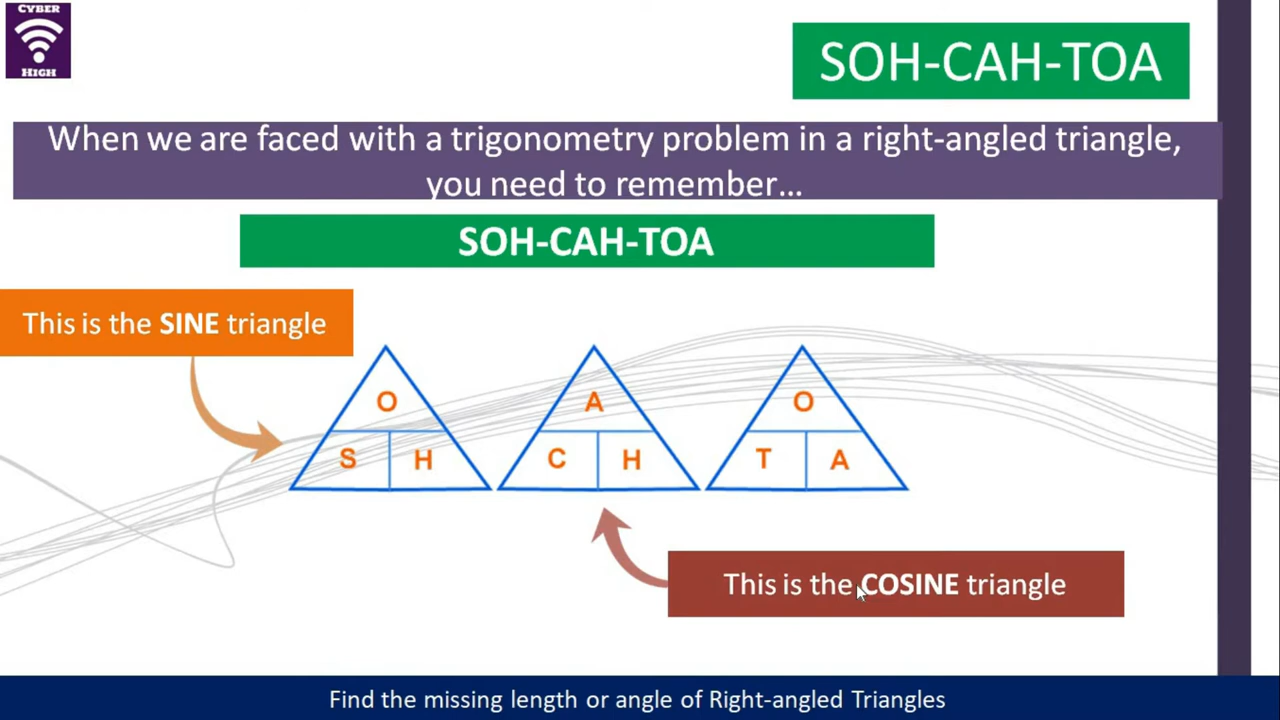 CYBER
HIGH
SOH-CAH-TOA
When we are faced with a trigonometry problem in a right-angled triangle,
you need to remember...
SOH-CAH-TOA
This is the SINE triangle
O
S H
A
C H
O
T A
This is the COSINE triangle
Find the missing length or angle of Right-angled Triangles